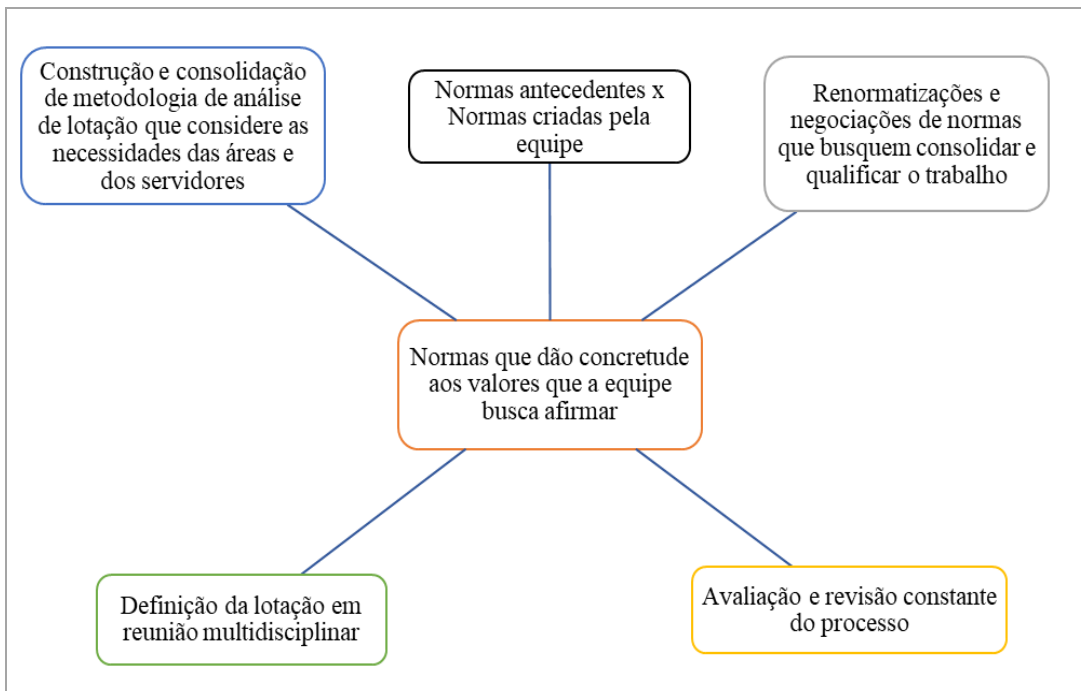 Construção e consolidação
de metodologia de análise
de lotação que considere as
necessidades das áreas e
dos servidores
Normas antecedentes x
Normas criadas pela
equipe
Renormatizações e
negociações de normas
que busquem consolidar e
qualificar o trabalho
Normas que dão concretude
aos valores que a equipe
busca afirmar
Definição da lotação em
reunião multidisciplinar
Avaliação e revisão constante
do processo